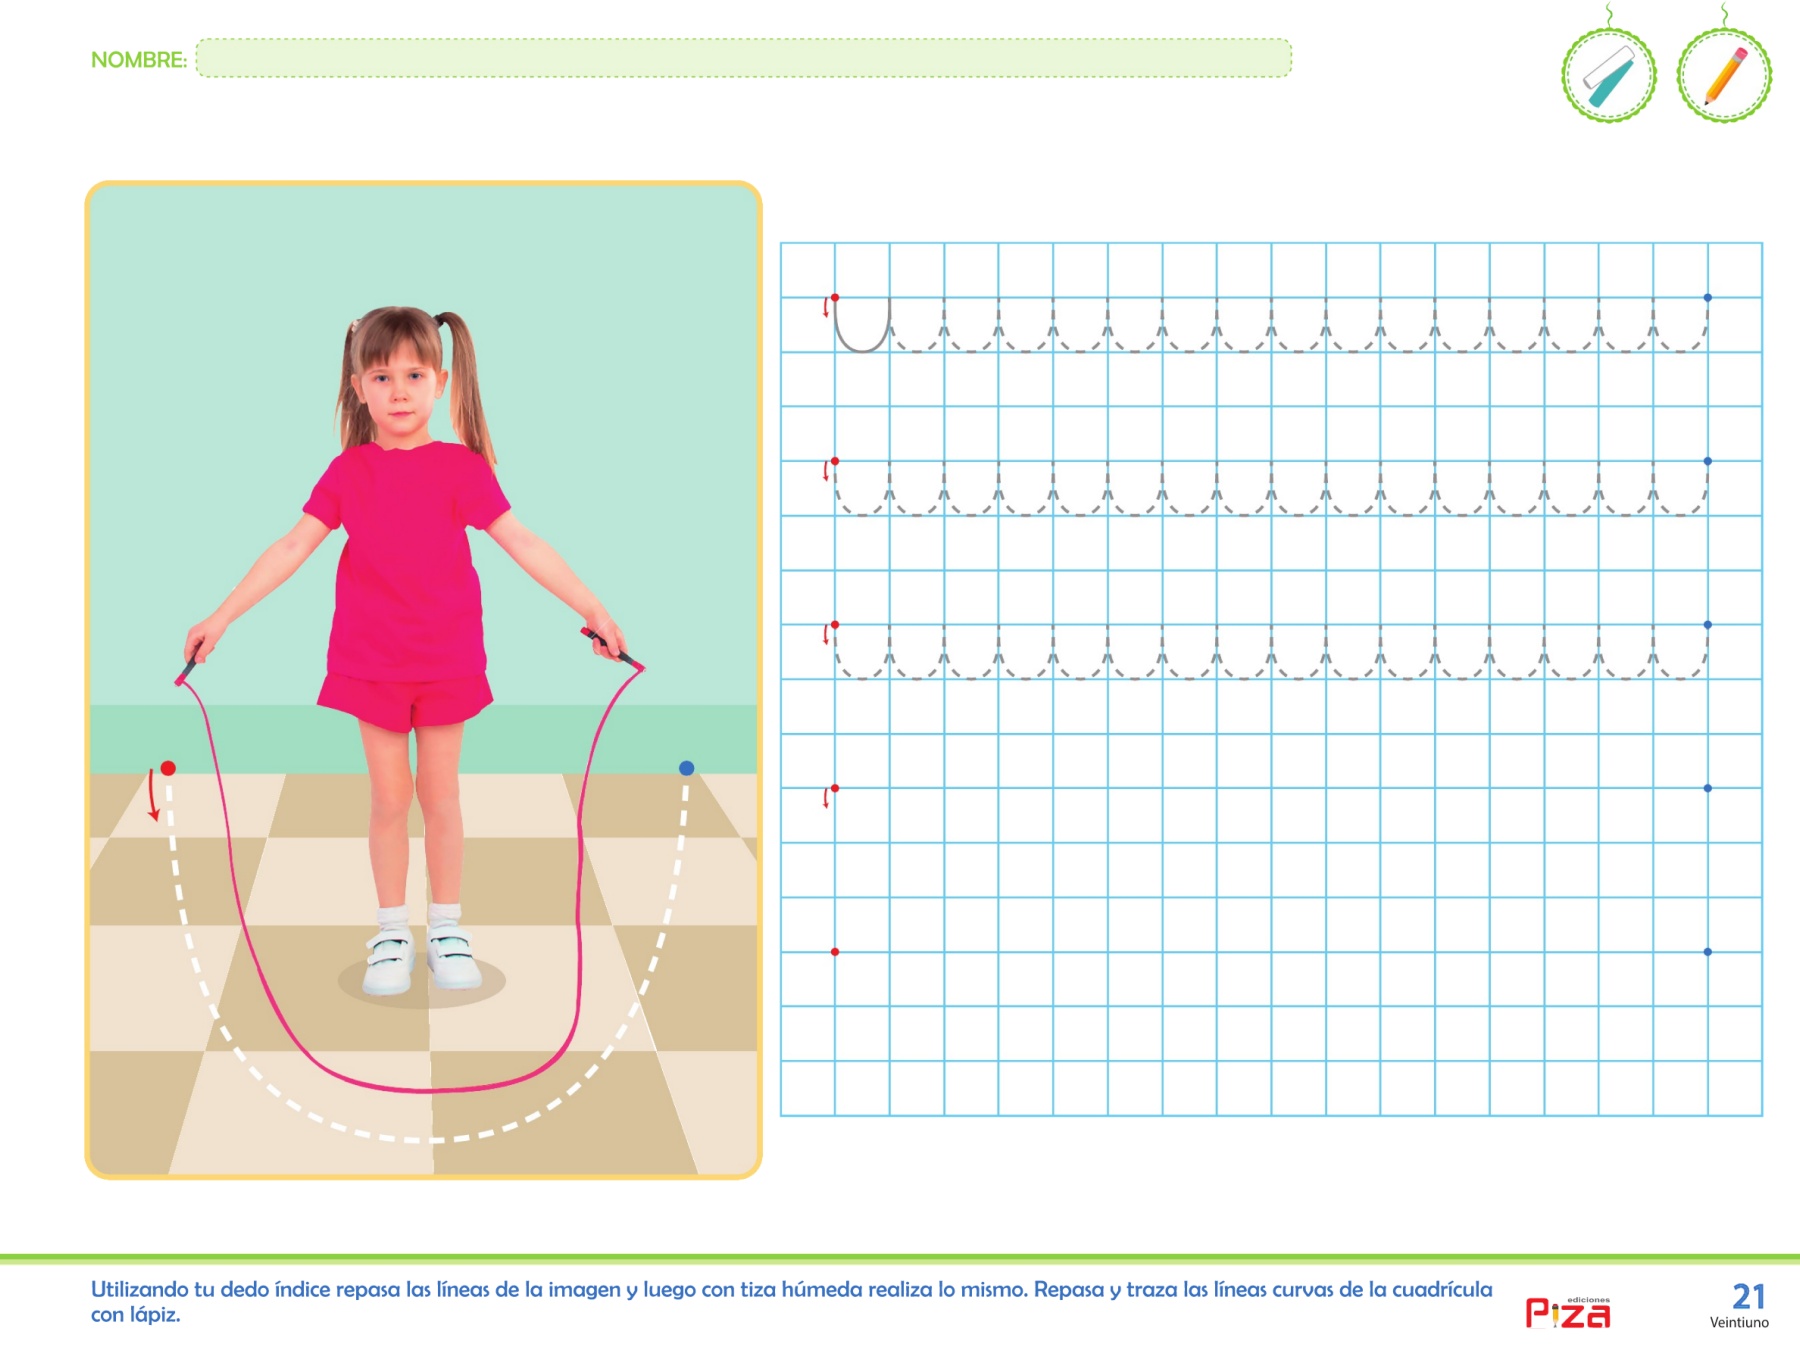 NOMBRE:
Utilizando tu dedo índice repasa las líneas de la imagen y luego con tiza húmeda realiza lo mismo. Repasa y traza las líneas curvas de la cuadrícula
con lápiz.
ediciones
Piza
21
Veintiuno